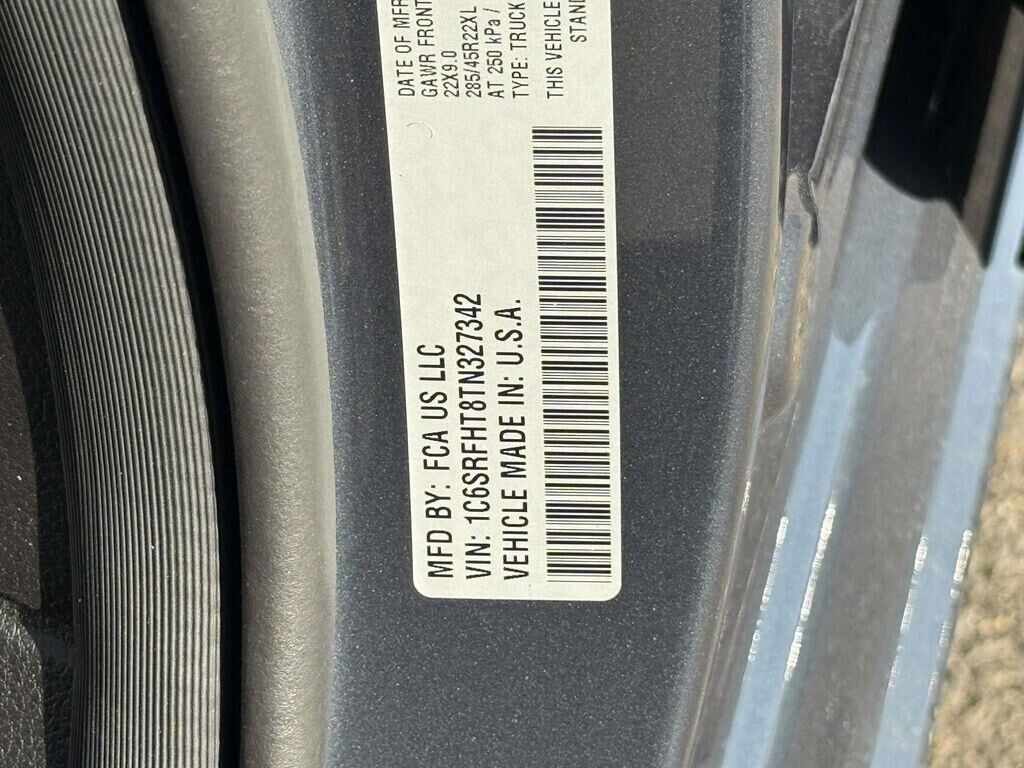 MFD BY: FCA US LLC
VIN: 1C6SRFHT8TN327342
VEHICLE MADE IN: U.S.A.
DATE OF MFR
GAWR FRONT
22X9.0
285/45R22XL
AT 250 kPa /
TYPE: TRUCK
THIS VEHICLE
STAND